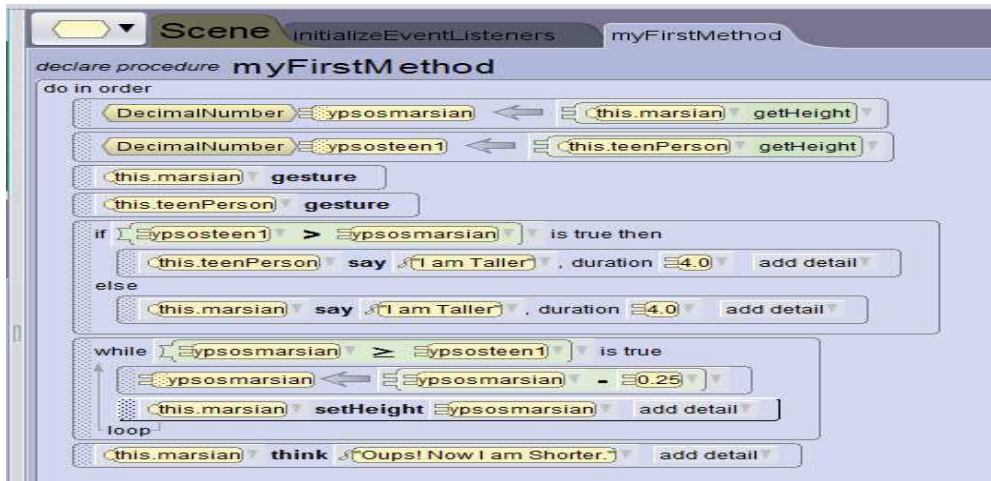 Scene initializeEventListeners myFirstMethod
declare procedure myFirstMethod
do in order
DecimalNumber ypsosmarsian this.marsian getHeight
DecimalNumber ypsosteen1 this.teenPerson getHeight
this.marsian gesture
this.teenPerson gesture
if ypsosteen1 > ypsosmarsian is true then
this.teenPerson say "I am Taller" , duration 4.0 add detail
else
this.marsian say "I am Taller" , duration 4.0 add detail
while ypsosmarsian ≥ ypsosteen1 is true
ypsosmarsian ypsosmarsian - 0.25
this.marsian setHeight ypsosmarsian add detail
loop
this.marsian think "Oups! Now I am Shorter." add detail